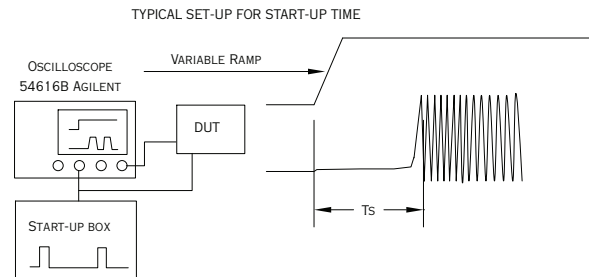 TYPICAL SET-UP FOR START-UP TIME
OSCILLOSCOPE
54616B AGILENT
VARIABLE RAMP
DUT
START-UP BOX
TS